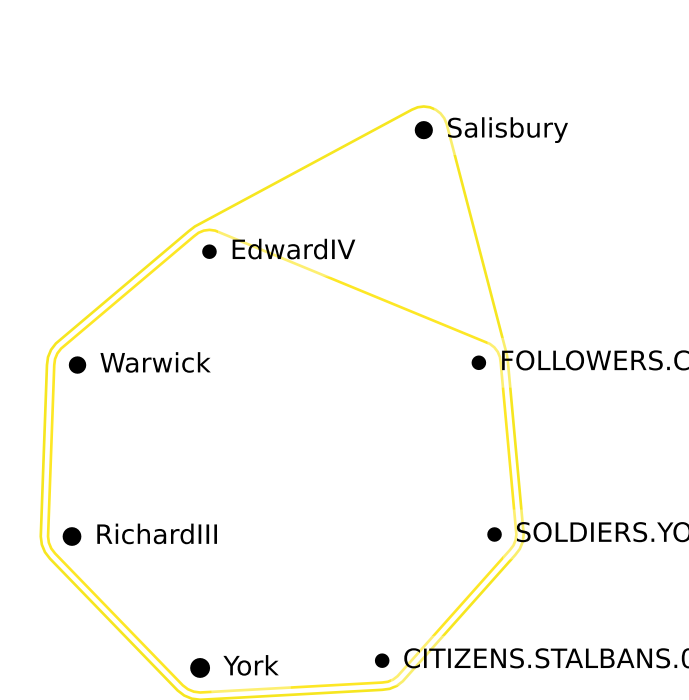 Salisbury
EdwardIV
Warwick
FOLLOWERS.C
RichardIII
SOLDIERS.YO
York
CITIZENS.STALBANS.0